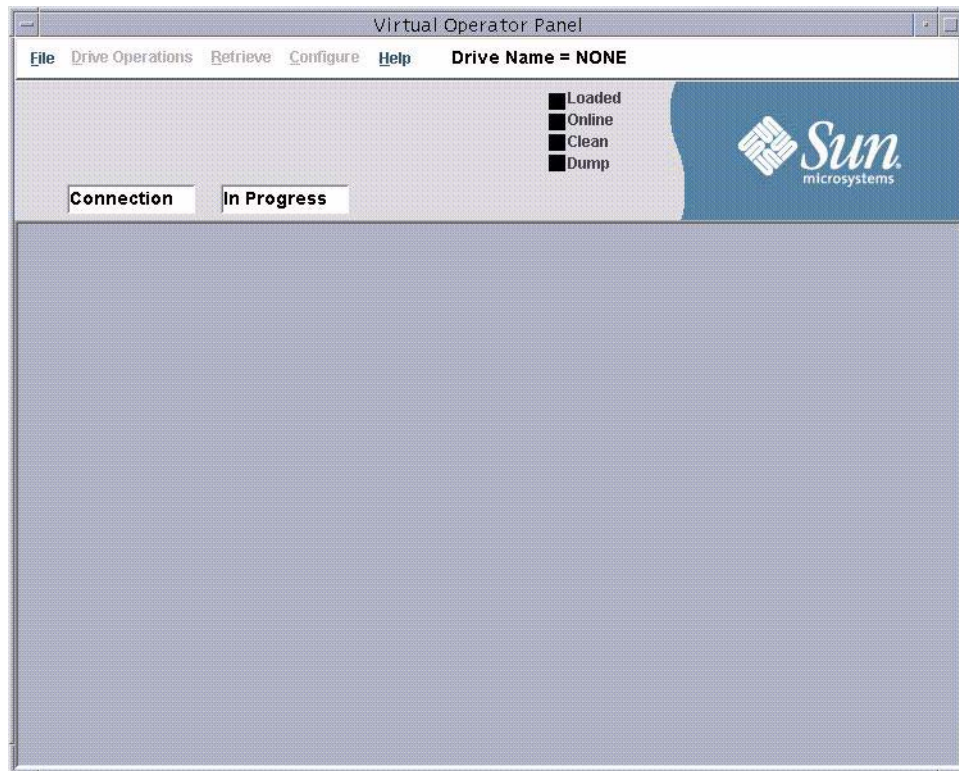 Virtual Operator Panel
File Drive Operations Retrieve Configure Help Drive Name = NONE
Loaded
Online
Clean
Dump
Sun
microsystems
Connection In Progress